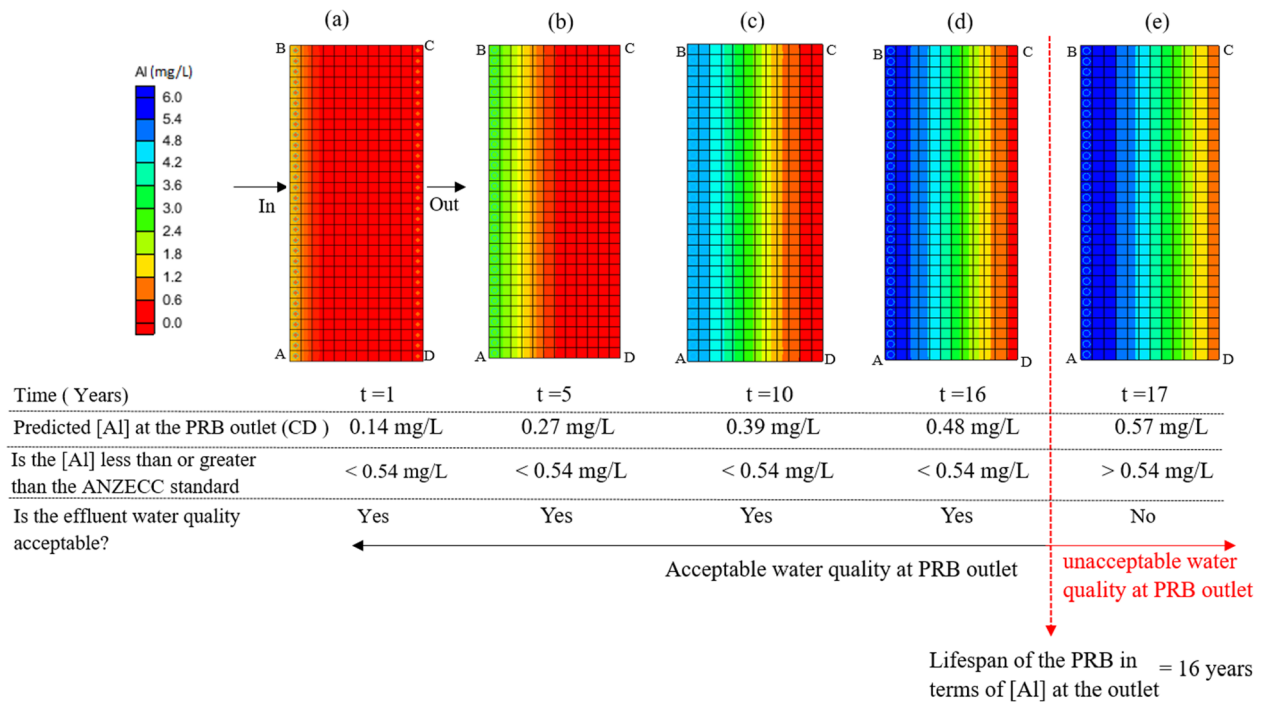 (a) (b) (c) (d) (e)
B C B C B C B C B C
Al (mg/L)
6.0
5.4
4.8
4.2
3.6
3.0
2.4
1.8
1.2
0.6
0.0
In Out
A D A D A D A D A D
Time ( Years) t =1 t =5 t =10 t =16 t =17
Predicted [Al] at the PRB outlet (CD ) 0.14 mg/L 0.27 mg/L 0.39 mg/L 0.48 mg/L 0.57 mg/L
Is the [Al] less than or greater
than the ANZECC standard < 0.54 mg/L < 0.54 mg/L < 0.54 mg/L < 0.54 mg/L > 0.54 mg/L
Is the effluent water quality
acceptable? Yes Yes Yes Yes No
Acceptable water quality at PRB outlet
unacceptable water
quality at PRB outlet
Lifespan of the PRB in
terms of [Al] at the outlet = 16 years